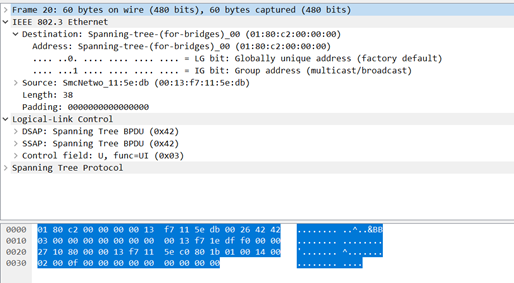 Frame 20: 60 bytes on wire (480 bits), 60 bytes captured (480 bits)
IEEE 802.3 Ethernet
Destination: Spanning-tree-(for-bridges)_00 (01:80:c2:00:00:00)
Address: Spanning-tree-(for-bridges)_00 (01:80:c2:00:00:00)
.... ..0. .... .... .... .... = LG bit: Globally unique address (factory default)
.... ...1 .... .... .... .... = IG bit: Group address (multicast/broadcast)
Source: SmcNetwo_11:5e:db (00:13:f7:11:5e:db)
Length: 38
Padding: 0000000000000000
Logical-Link Control
DSAP: Spanning Tree BPDU (0x42)
SSAP: Spanning Tree BPDU (0x42)
Control field: U, func=UI (0x03)
Spanning Tree Protocol
0000 01 80 c2 00 00 00 00 13 f7 11 5e db 00 26 42 42 ........ ..^..&BB
0010 03 00 00 00 00 00 00 00 13 f7 1e df f0 00 00 ........ ........
0020 27 10 80 00 00 13 f7 11 5e c0 80 1b 01 00 14 00 '....... ^.......
0030 02 00 0f 00 00 00 00 00 00 00 00 00 ........ ....